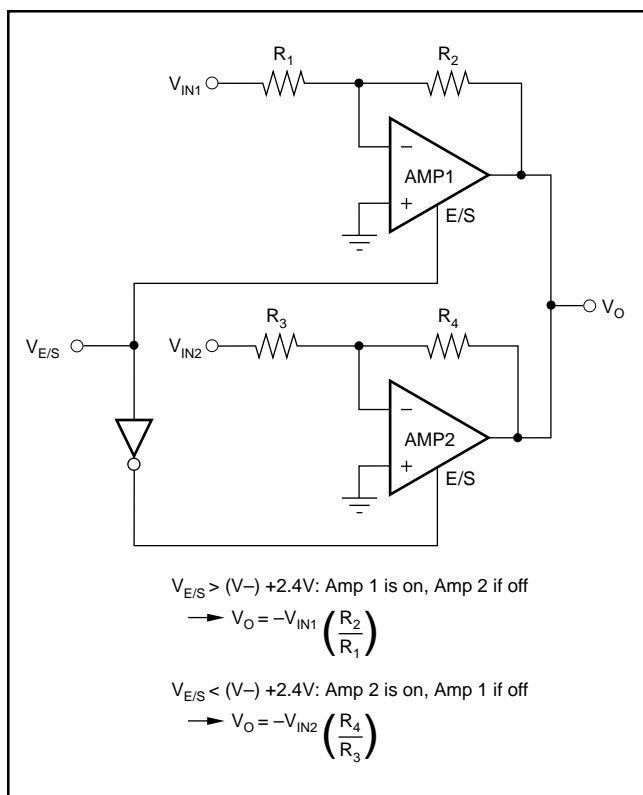 R1 R2
VIN1
– AMP1
+ E/S
VO
R3 R4
VE/S VIN2
– AMP2
+ E/S
VE/S > (V–) +2.4V: Amp 1 is on, Amp 2 if off
VO = –VIN1 (R2/R1)
VE/S < (V–) +2.4V: Amp 2 is on, Amp 1 if off
VO = –VIN2 (R4/R3)